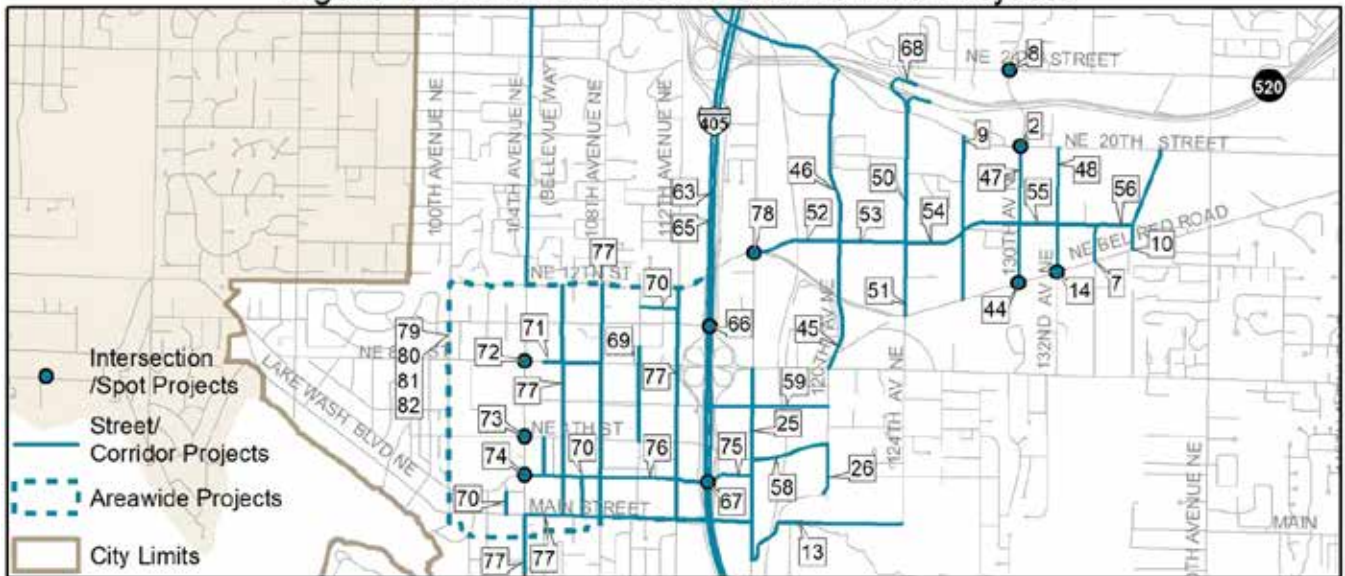 68
NE 24TH STREET
8
520
100TH AVENUE NE
104TH AVENUE NE
(BELLEVUE WAY)
108TH AVENUE NE
112TH AVENUE NE
405
2
9
NE 20TH STREET
63
46
50
47
48
55
56
65
78
52
53
54
130TH AV NE
NE BEL RED ROAD
10
77
NE 12TH ST
70
51
44
14
7
132ND AV NE
79
80
81
82
NE 8TH ST
71
72
69
66
45
120TH AV NE
124TH AV NE
77
77
59
73
NE 4TH ST
25
74
70
76
75
58
26
LAKE WASH BLVD NE
70
MAIN STREET
67
MAIN
77
77
13
Intersection
/Spot Projects
Street/
Corridor Projects
Areawide Projects
City Limits